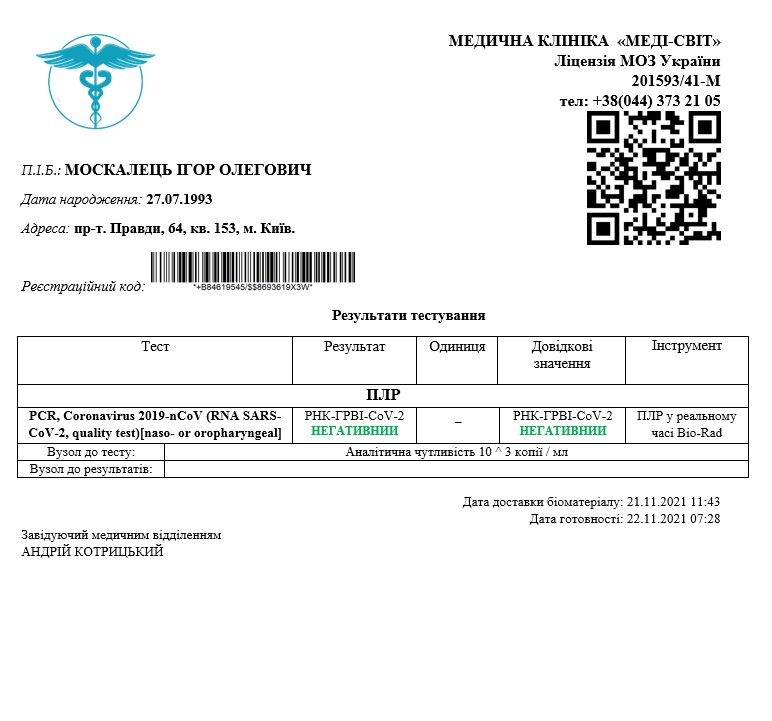 МЕДИЧНА КЛІНІКА «МЕДІ-СВІТ»
Ліцензія МОЗ України
201593/41-М
тел: +38(044) 373 21 05
П.І.Б.: МОСКАЛЕЦЬ ІГОР ОЛЕГОВИЧ
Дата народження: 27.07.1993
Адреса: пр-т. Правди, 64, кв. 153, м. Київ.
Реєстраційний код:
*+B84619545/$$8693619X3W*
Результати тестування
Тест Результат Одиниця Довідкові значення Інструмент
ПЛР
PCR, Coronavirus 2019-nCoV (RNA SARS- РНК-ГРВІ-CoV-2 – РНК-ГРВІ-CoV-2 ПЛР у реальному
CoV-2, quality test)[naso- or oropharyngeal] НЕГАТИВНИИ НЕГАТИВНИИ часі Bio-Rad
Вузол до тесту: Аналітична чутливість 10 ^ 3 копії / мл
Вузол до результатів:
Дата доставки біоматеріалу: 21.11.2021 11:43
Дата готовності: 22.11.2021 07:28
Завідуючий медичним відділенням
АНДРІЙ КОТРИЦЬКИЙ